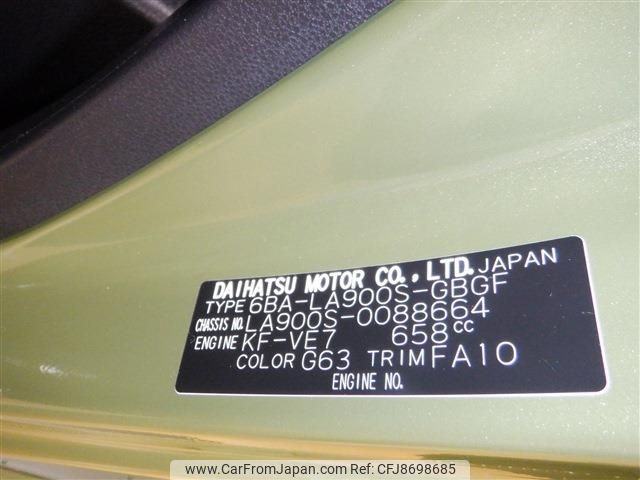 DAIHATSU MOTOR CO., LTD. JAPAN
TYPE 6BA-LA900S-GBGF
CHASSIS NO. LA900S-0088664
ENGINE KF-VE7 658cc
COLOR G63 TRIM FA10
ENGINE NO.
www.CarFromJapan.com CFJ8698685